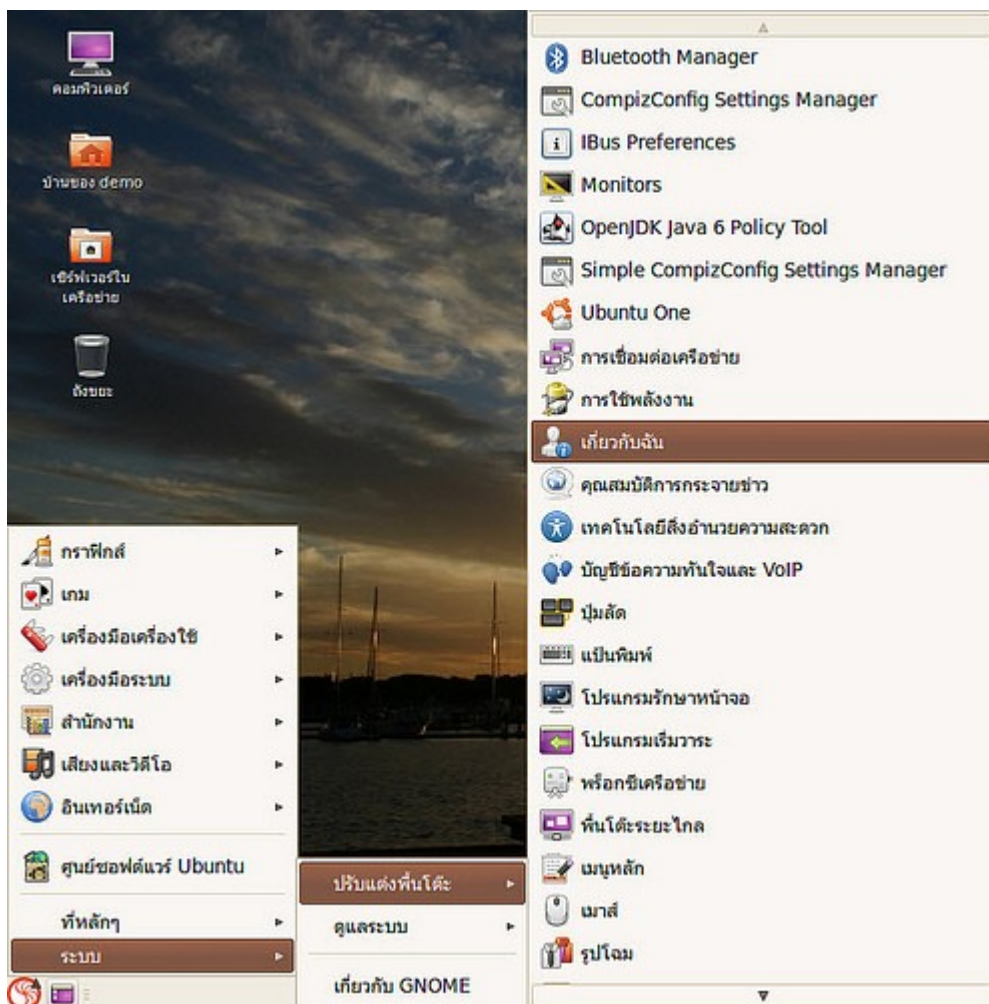 คอมพิวเตอร์
บ้านของ demo
เซิร์ฟเวอร์ใน
เครือข่าย
ถังขยะ
กราฟิกส์
เกม
เครื่องมือเครื่องใช้
เครื่องมือระบบ
สำนักงาน
เสียงและวิดีโอ
อินเทอร์เน็ต
ศูนย์ซอฟต์แวร์ Ubuntu
ที่หลักๆ
ระบบ
ปรับแต่งพื้นโต๊ะ
ดูแลระบบ
เกี่ยวกับ GNOME
Bluetooth Manager
CompizConfig Settings Manager
IBus Preferences
Monitors
OpenJDK Java 6 Policy Tool
Simple CompizConfig Settings Manager
Ubuntu One
การเชื่อมต่อเครือข่าย
การใช้พลังงาน
เกี่ยวกับฉัน
คุณสมบัติการกระจายข่าว
เทคโนโลยีสิ่งอำนวยความสะดวก
บัญชีข้อความทันใจและ VoIP
ปุ่มลัด
แป้นพิมพ์
โปรแกรมรักษาหน้าจอ
โปรแกรมเริ่มวาระ
พร็อกซีเครือข่าย
พื้นโต๊ะระยะไกล
เมนูหลัก
เมาส์
รูปโฉม